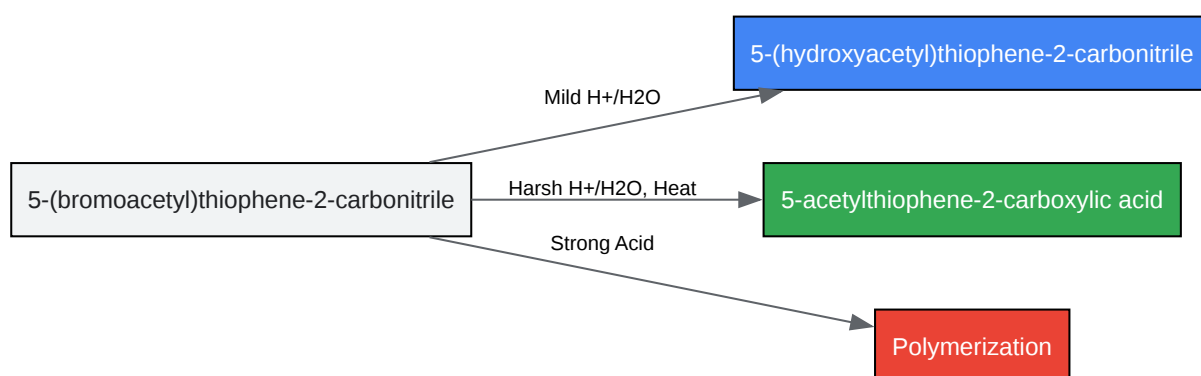 5-(hydroxyacetyl)thiophene-2-carbonitrile
Mild H+/H2O
5-(bromoacetyl)thiophene-2-carbonitrile
Harsh H+/H2O, Heat
5-acetylthiophene-2-carboxylic acid
Strong Acid
Polymerization